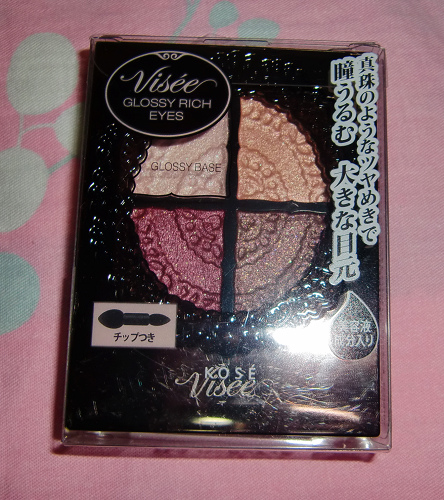 Visée
GLOSSY RICH
EYES
真珠のようなツヤめきで
瞳うるむ 大きな目元
GLOSSY BASE
チップつき
美容液
成分入り
KOSÉ
Visée